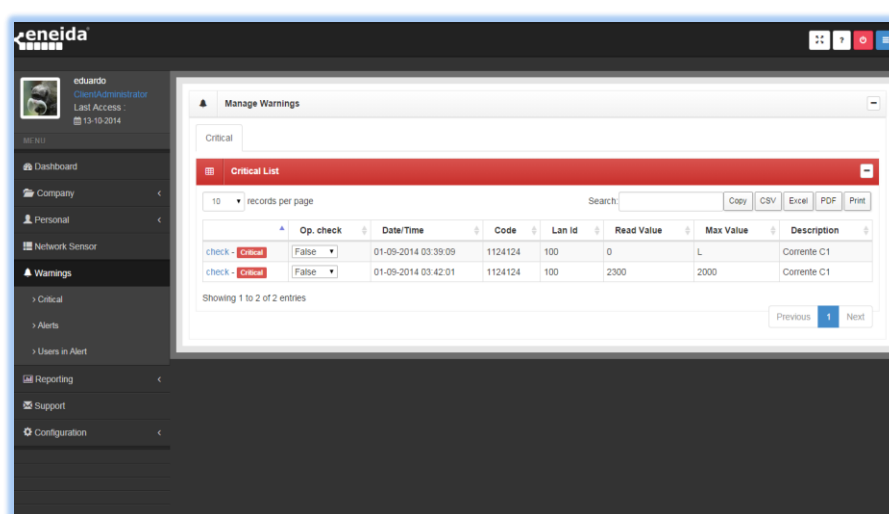 eneida
?
eduardo
ClientAdministrator
Last Access :
13-10-2014
MENU
Dashboard
Company
Personal
Network Sensor
Warnings
> Critical
> Alerts
> Users in Alert
Reporting
Support
Configuration
Manage Warnings
Critical
Critical List
10 records per page
Search:
Copy CSV Excel PDF Print
Op. check Date/Time Code Lan Id Read Value Max Value Description
check - Critical False 01-09-2014 03:39:09 1124124 100 0 L Corrente C1
check - Critical False 01-09-2014 03:42:01 1124124 100 2300 2000 Corrente C1
Showing 1 to 2 of 2 entries
Previous 1 Next